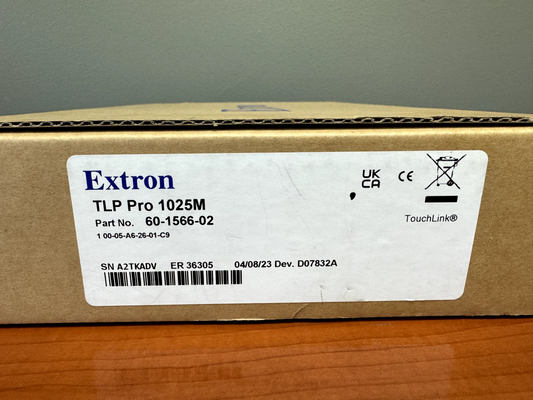 Extron
TLP Pro 1025M
Part No. 60-1566-02
1 00-05-A6-26-01-C9
SN A2TKADV ER 36305 04/08/23 Dev. D07832A
UK
CA
CE
TouchLink®